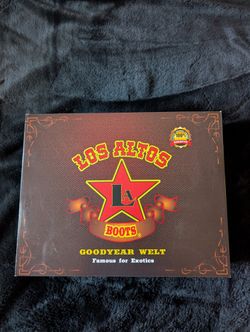 LOS ALTOS
LA
BOOTS
GOODYEAR WELT
Famous for Exotics